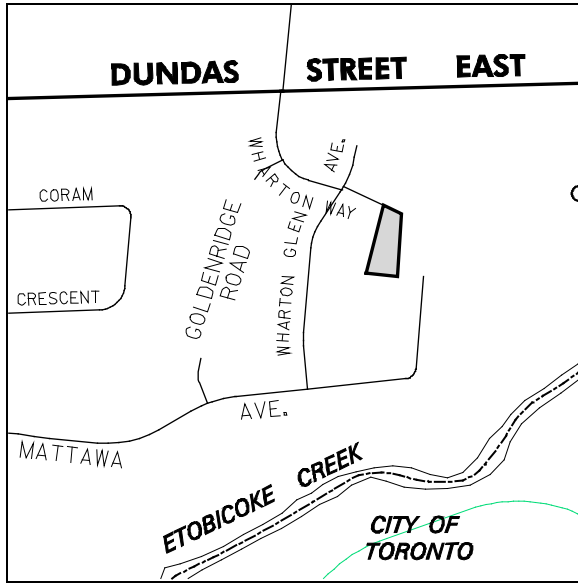 DUNDAS STREET EAST
WHARTON WAY
AVE.
WHARTON GLEN
CORAM
CRESCENT
GOLDENRIDGE
ROAD
AVE.
MATTAWA
ETOBICOKE CREEK
CITY OF
TORONTO